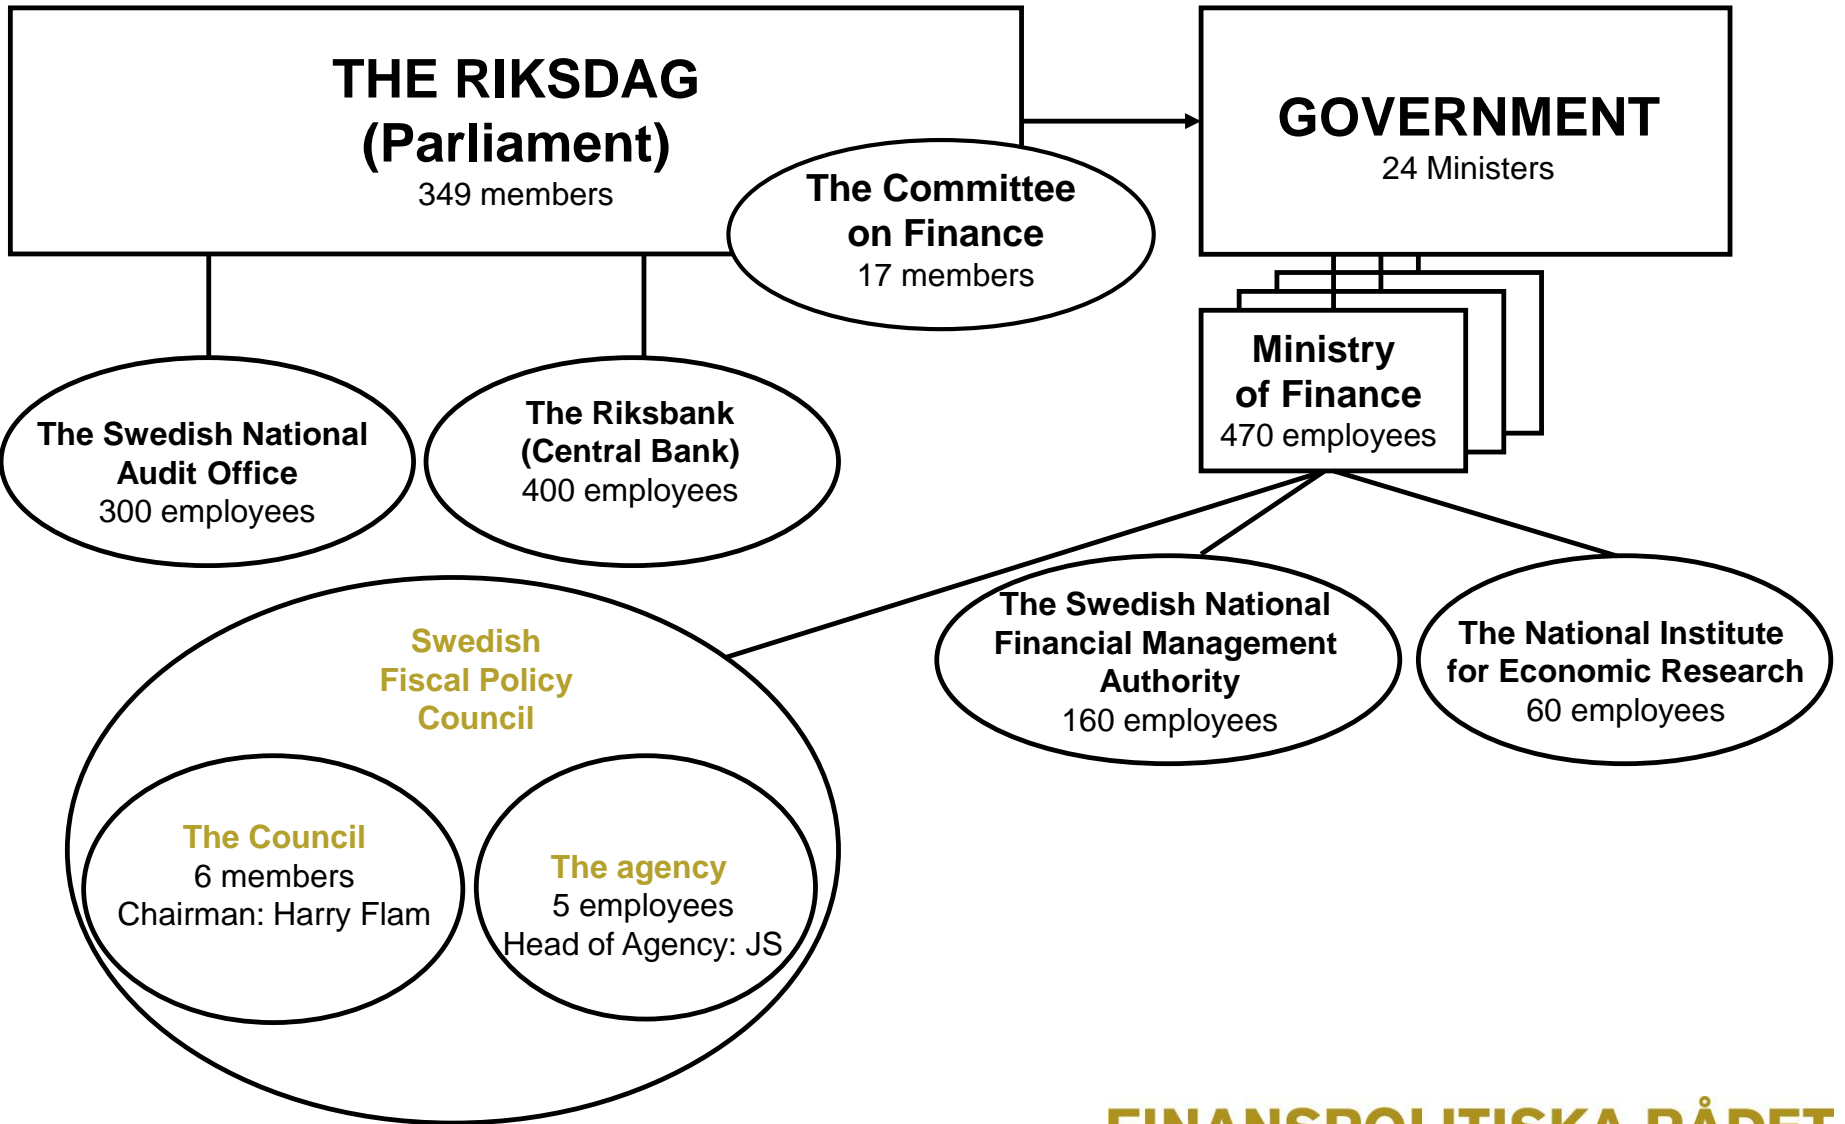 THE RIKSDAG
(Parliament)
349 members
GOVERNMENT
24 Ministers
The Committee
on Finance
17 members
Ministry
of Finance
470 employees
The Swedish National
Audit Office
300 employees
The Riksbank
(Central Bank)
400 employees
Swedish
Fiscal Policy
Council
The Swedish National
Financial Management
Authority
160 employees
The National Institute
for Economic Research
60 employees
The Council
6 members
Chairman: Harry Flam
The agency
5 employees
Head of Agency: JS
FINANSPOLITISKA RÅDET